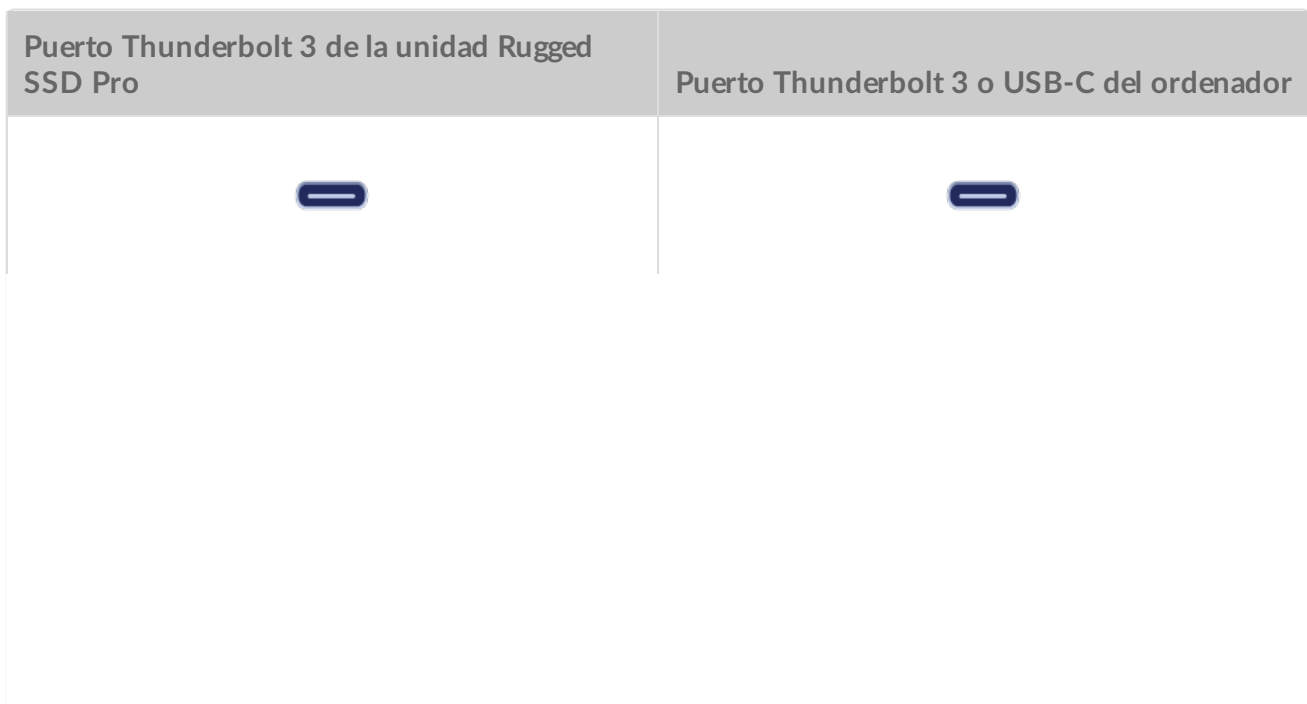 Puerto Thunderbolt 3 de la unidad Rugged
SSD Pro
Puerto Thunderbolt 3 o USB-C del ordenador